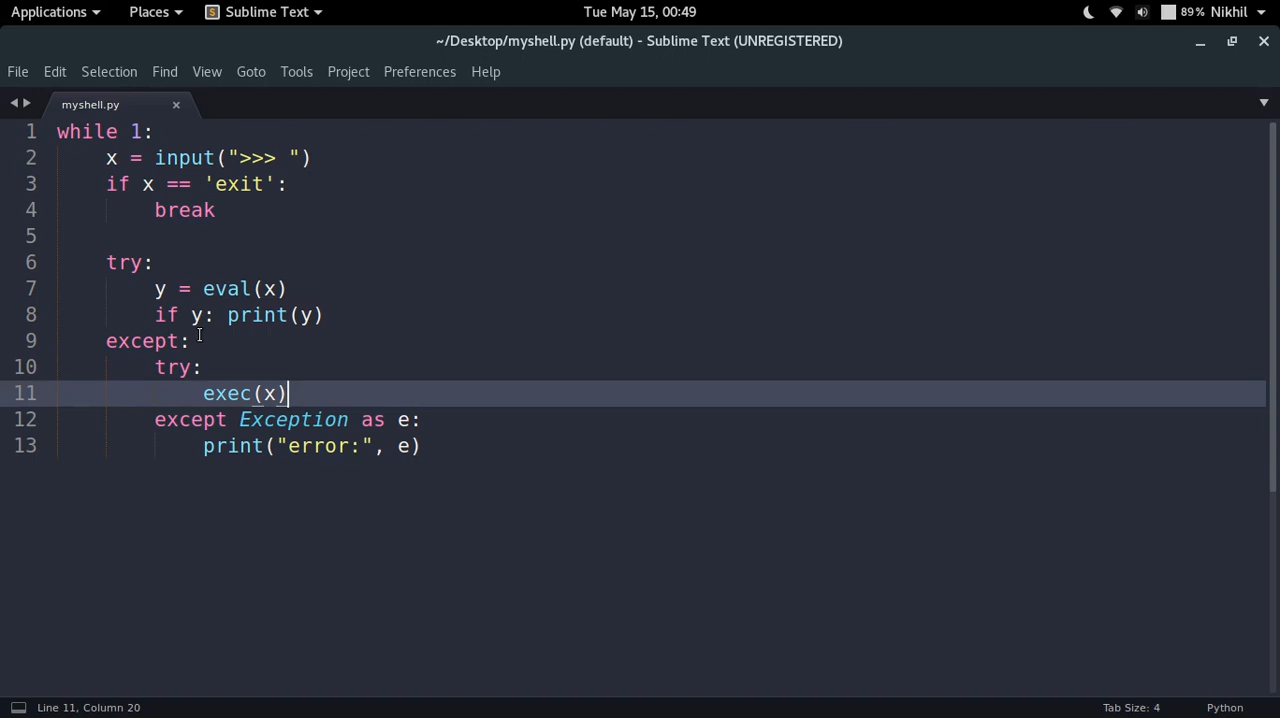 Applications Places Sublime Text Tue May 15, 00:49 89% Nikhil
~/Desktop/myshell.py (default) - Sublime Text (UNREGISTERED)
File Edit Selection Find View Goto Tools Project Preferences Help
myshell.py ×
1 while 1:
2     x = input(">>> ")
3     if x == 'exit':
4         break
5
6     try:
7         y = eval(x)
8         if y: print(y)
9     except:
10         try:
11             exec(x)
12         except Exception as e:
13             print("error:", e)
Line 11, Column 20 Tab Size: 4 Python